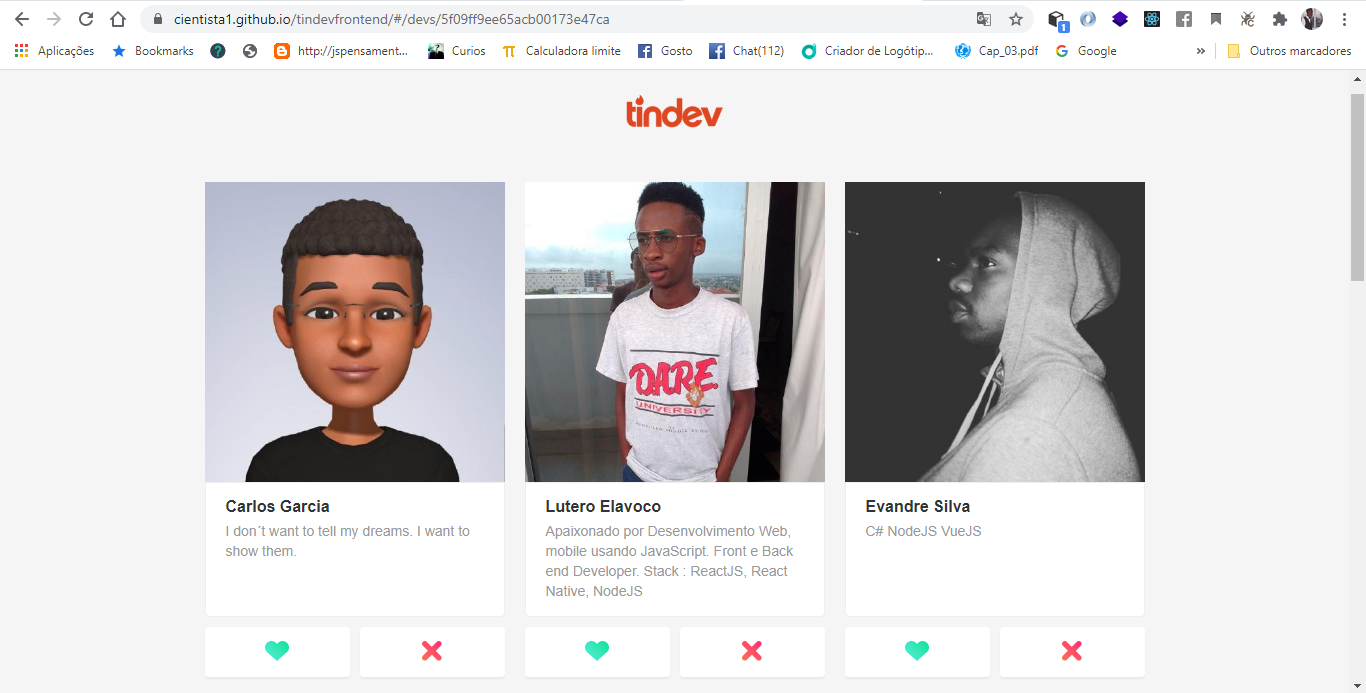 cientista1.github.io/tindevfrontend/#/devs/5f09ff9ee65acb00173e47ca
1
Aplicações Bookmarks ? http://jspensament... Curios Calculadora limite Gosto Chat(112) Criador de Logótip... Cap_03.pdf Google » Outros marcadores
tindev
D.A.R.E.
UNIVERSITY
Carlos Garcia
I don´t want to tell my dreams. I want to
show them.
Lutero Elavoco
Apaixonado por Desenvolvimento Web,
mobile usando JavaScript. Front e Back
end Developer. Stack : ReactJS, React
Native, NodeJS
Evandre Silva
C# NodeJS VueJS